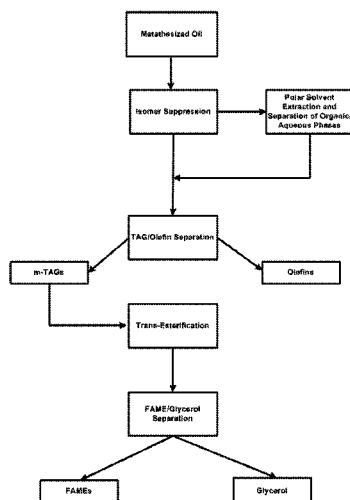 Metathesized Oil
Isomer Suppression
Polar Solvent
Extraction and
Separation of Organic/
Aqueous Phases
TAG/Olefin Separation
m-TAGs
Olefins
Trans-Esterification
FAME/Glycerol
Separation
FAMEs
Glycerol